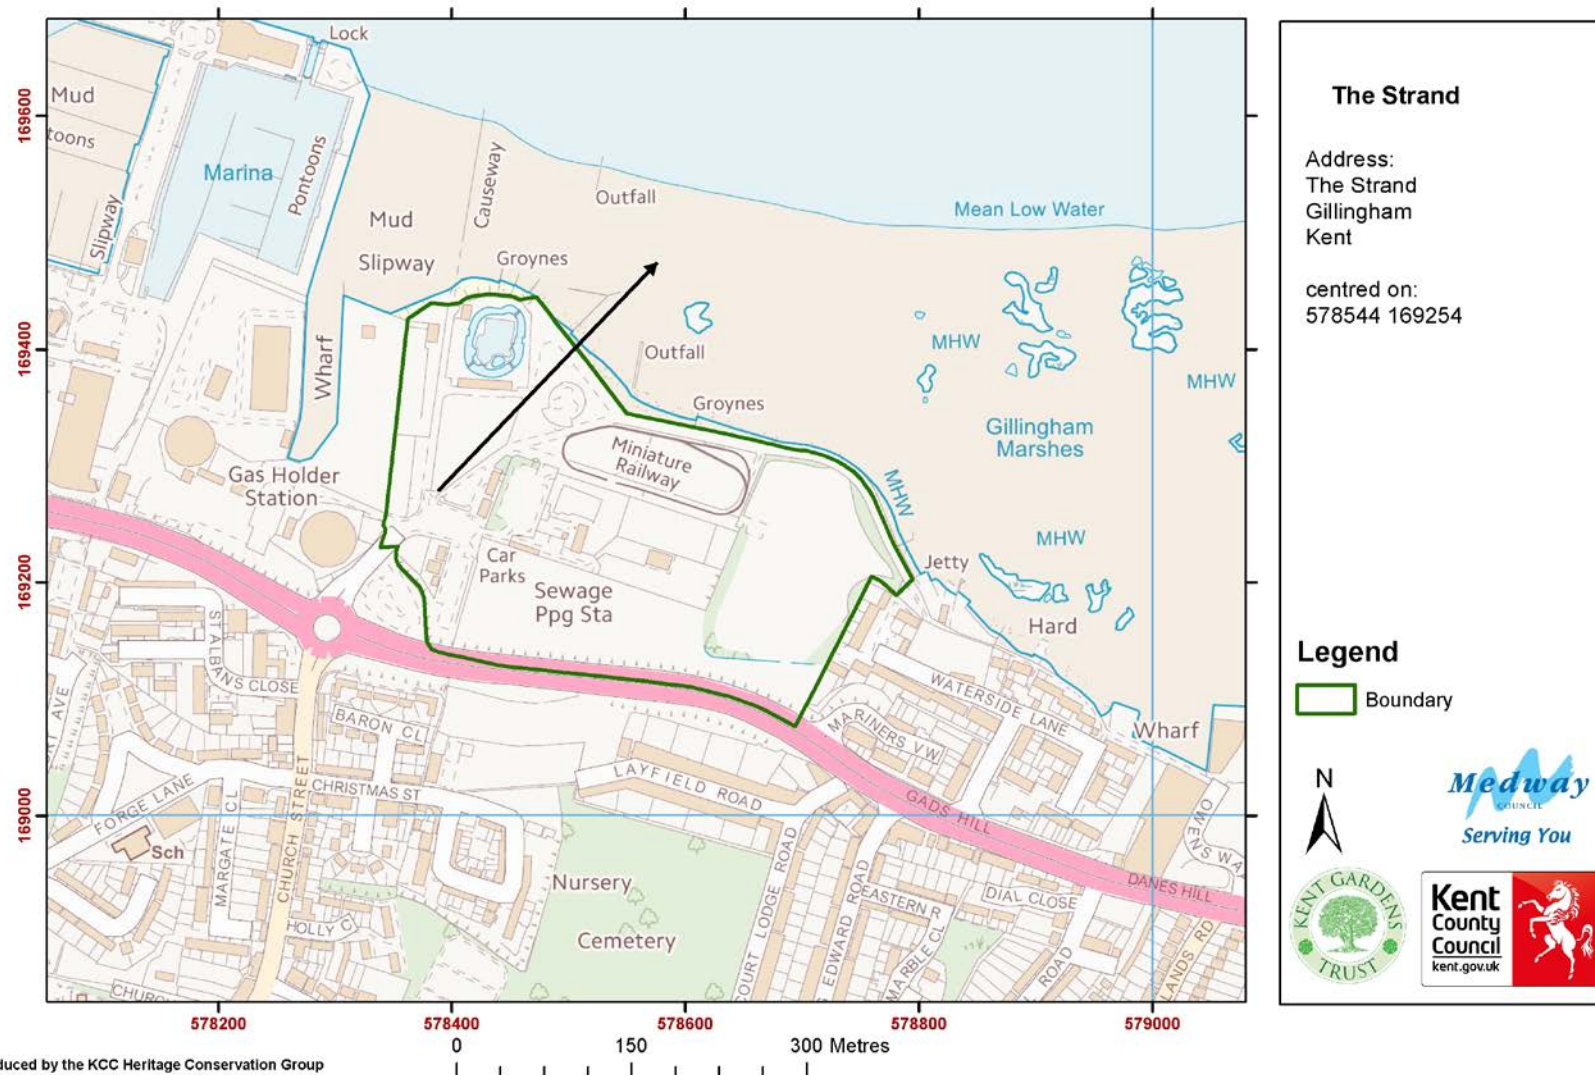 Lock
Mud
toons
Marina
Pontoons
Slipway
Causeway
Mud
Slipway
Groynes
Outfall
Mean Low Water
Wharf
Outfall
Groynes
MHW
MHW
Gillingham
Marshes
Miniature
Railway
Gas Holder
Station
MHW
MHW
Jetty
Car
Parks
Sewage
Ppg Sta
Hard
ST ALBANS CLOSE
AVE
BARON CL
WATERSIDE LANE
MARINERS VW
Wharf
LAYFIELD ROAD
CHRISTMAS ST
FORGE LANE
Sch
MARGATE CL
CHURCH STREET
GADS HILL
OWENS WA
DANES HILL
Nursery
Cemetery
COURT LODGE ROAD
EDWARD ROAD
EASTERN R
DIAL CLOSE
MARBLE CL
ROAD
LANDS RD
HOLLY C
CHURC
169600
169400
169200
169000
578200
578400
578600
578800
579000
0 150 300 Metres
duced by the KCC Heritage Conservation Group
The Strand
Address:
The Strand
Gillingham
Kent
centred on:
578544 169254
Legend
Boundary
N
Medway
COUNCIL
Serving You
KENT GARDENS
TRUST
Kent
County
Council
kent.gov.uk